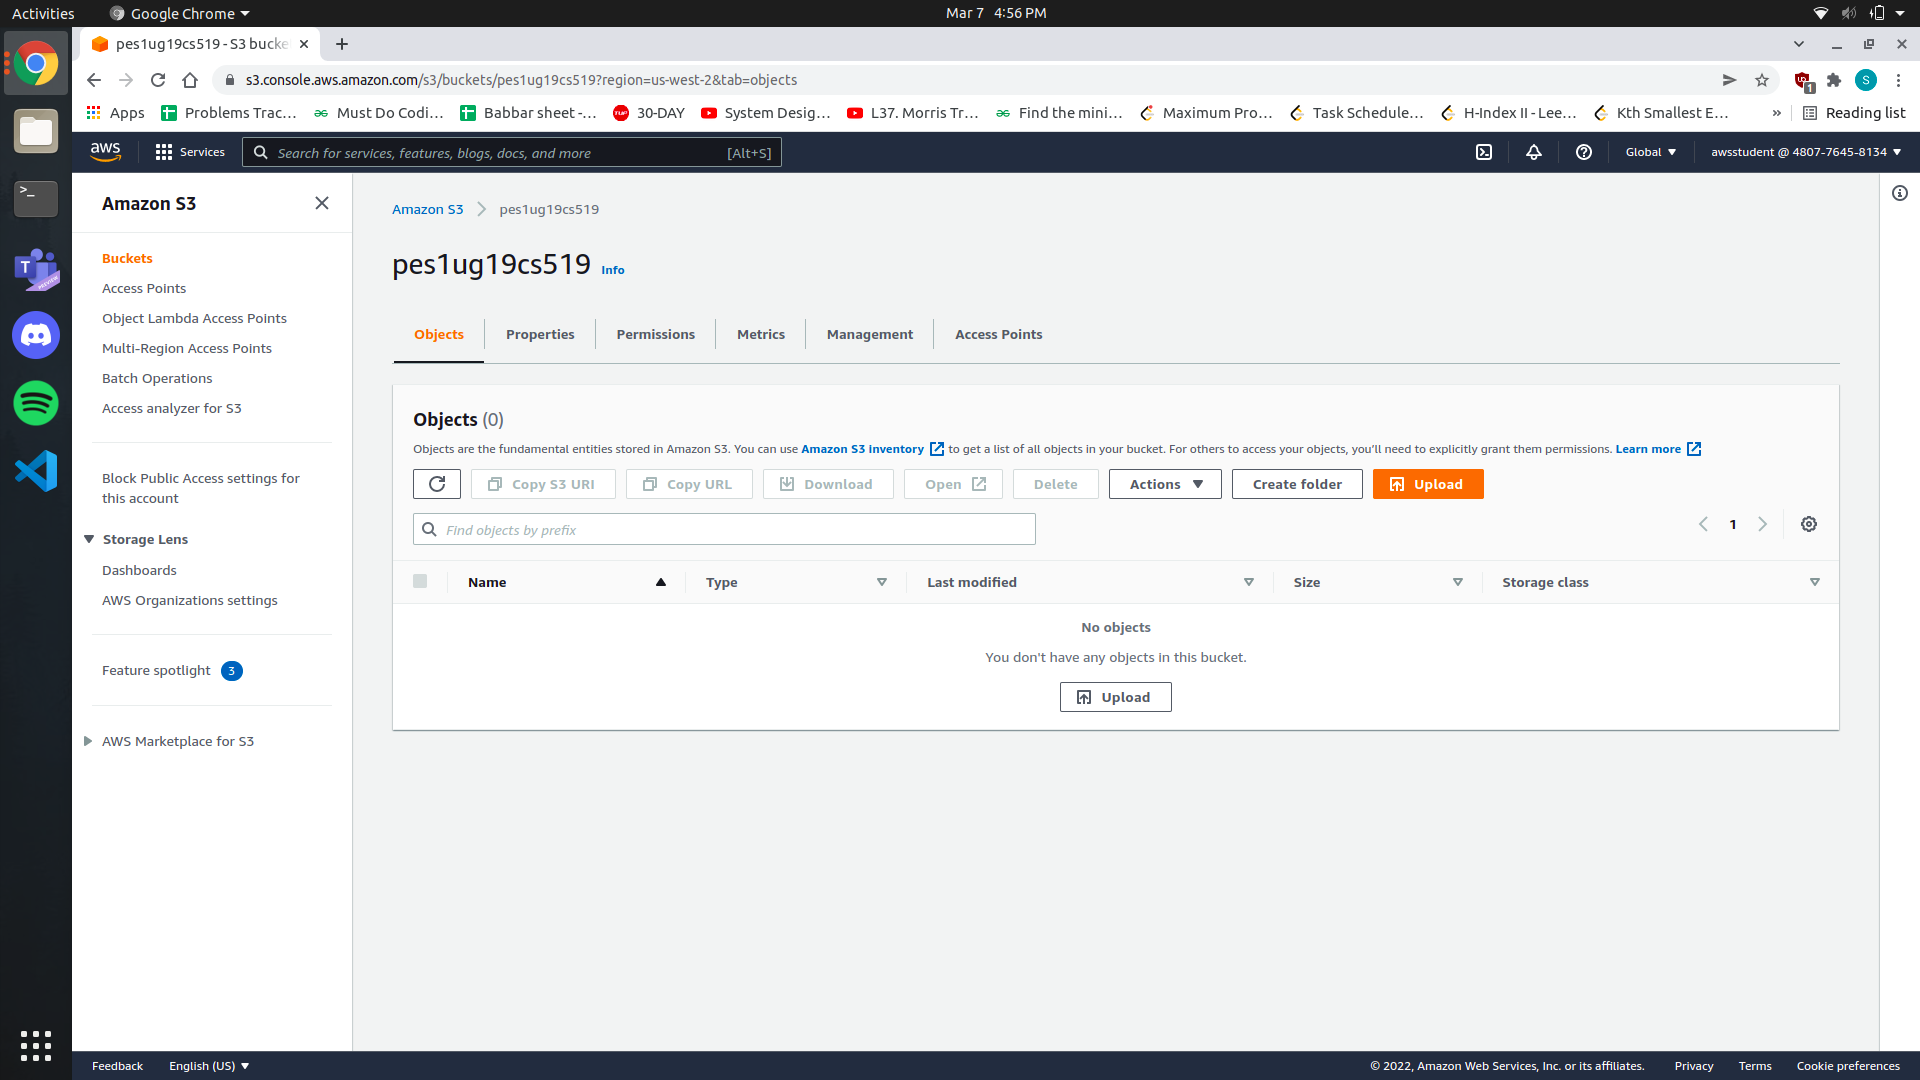 Activities
Google Chrome
Mar 7 4:56 PM
pes1ug19cs519 - S3 bucke
s3.console.aws.amazon.com/s3/buckets/pes1ug19cs519?region=us-west-2&tab=objects
S
1
Apps
Problems Trac...
Must Do Codi...
Babbar sheet -...
30-DAY
System Desig...
L37. Morris Tr...
Find the mini...
Maximum Pro...
Task Schedule...
H-Index II - Lee...
Kth Smallest E...
»
Reading list
aws
Services
Search for services, features, blogs, docs, and more
[Alt+S]
Global
awsstudent @ 4807-7645-8134
Amazon S3
Buckets
Access Points
Object Lambda Access Points
Multi-Region Access Points
Batch Operations
Access analyzer for S3
Block Public Access settings for
this account
Storage Lens
Dashboards
AWS Organizations settings
Feature spotlight 3
AWS Marketplace for S3
Amazon S3
pes1ug19cs519
pes1ug19cs519 Info
Objects
Properties
Permissions
Metrics
Management
Access Points
Objects (0)
Objects are the fundamental entities stored in Amazon S3. You can use Amazon S3 inventory to get a list of all objects in your bucket. For others to access your objects, you'll need to explicitly grant them permissions. Learn more
Copy S3 URI
Copy URL
Download
Open
Delete
Actions
Create folder
Upload
Find objects by prefix
1
Name
Type
Last modified
Size
Storage class
No objects
You don't have any objects in this bucket.
Upload
Feedback
English (US)
© 2022, Amazon Web Services, Inc. or its affiliates.
Privacy
Terms
Cookie preferences